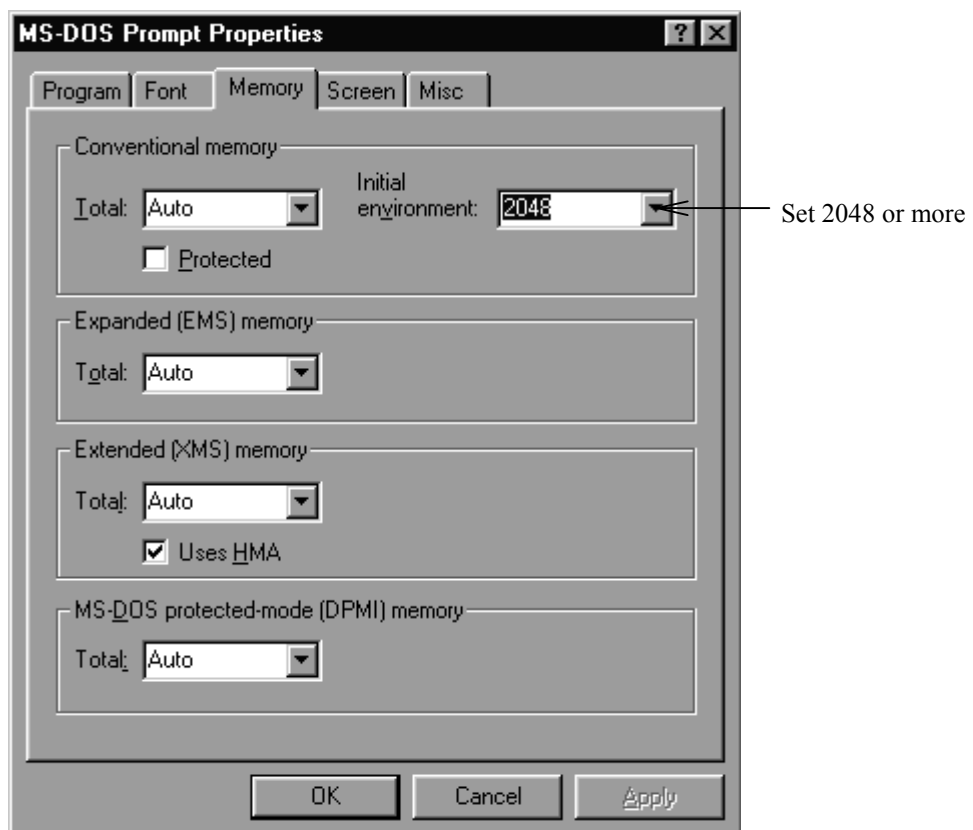 MS-DOS Prompt Properties
Program Font Memory Screen Misc
Conventional memory
Total: Auto
Initial environment: 2048
Set 2048 or more
Protected
Expanded (EMS) memory
Total: Auto
Extended (XMS) memory
Total: Auto
Uses HMA
MS-DOS protected-mode (DPMI) memory
Total: Auto
OK Cancel Apply